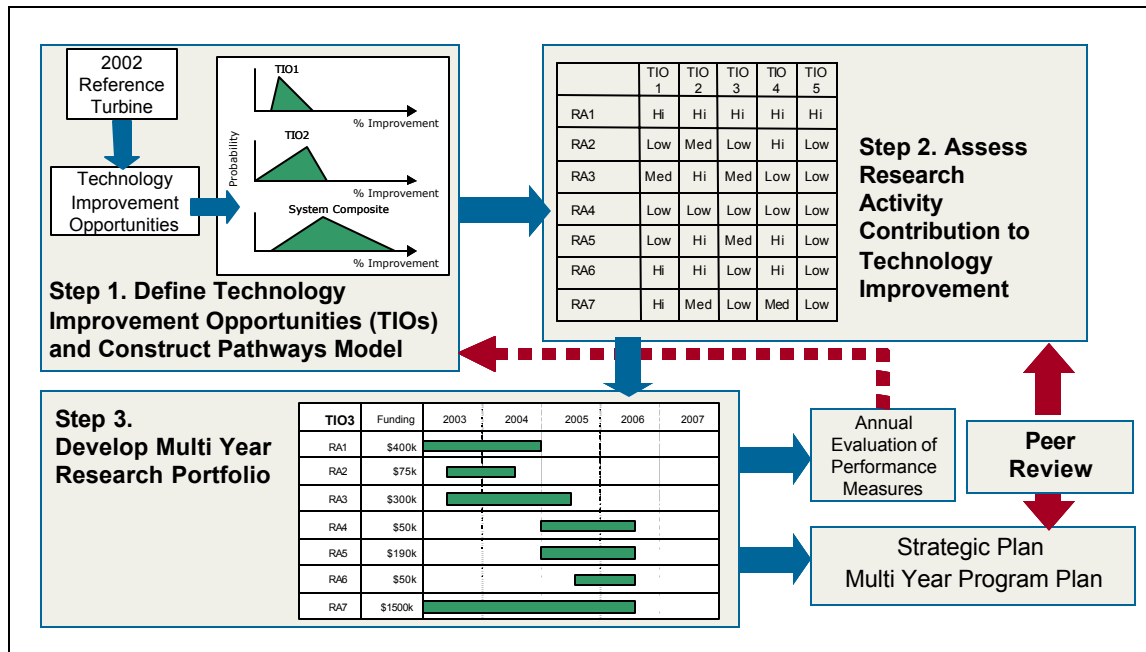 2002
Reference
Turbine
Technology
Improvement
Opportunities
Probability
TIO1
% Improvement
TIO2
System Composite
% Improvement
Step 1. Define Technology
Improvement Opportunities (TIOs)
and Construct Pathways Model
TIO 1 TIO 2 TIO 3 TIO 4 TIO 5
RA1 Hi Hi Hi Hi Hi
RA2 Low Med Low Hi Low
RA3 Med Hi Med Low Low
RA4 Low Low Low Low Low
RA5 Low Hi Med Hi Low
RA6 Hi Hi Low Hi Low
RA7 Hi Med Low Med Low
Step 2. Assess
Research
Activity
Contribution to
Technology
Improvement
Step 3.
Develop Multi Year
Research Portfolio
TIO3 Funding 2003 2004 2005 2006 2007
RA1 $400k
RA2 $75k
RA3 $300k
RA4 $50k
RA5 $190k
RA6 $50k
RA7 $1500k
Annual
Evaluation of
Performance
Measures
Peer
Review
Strategic Plan
Multi Year Program Plan